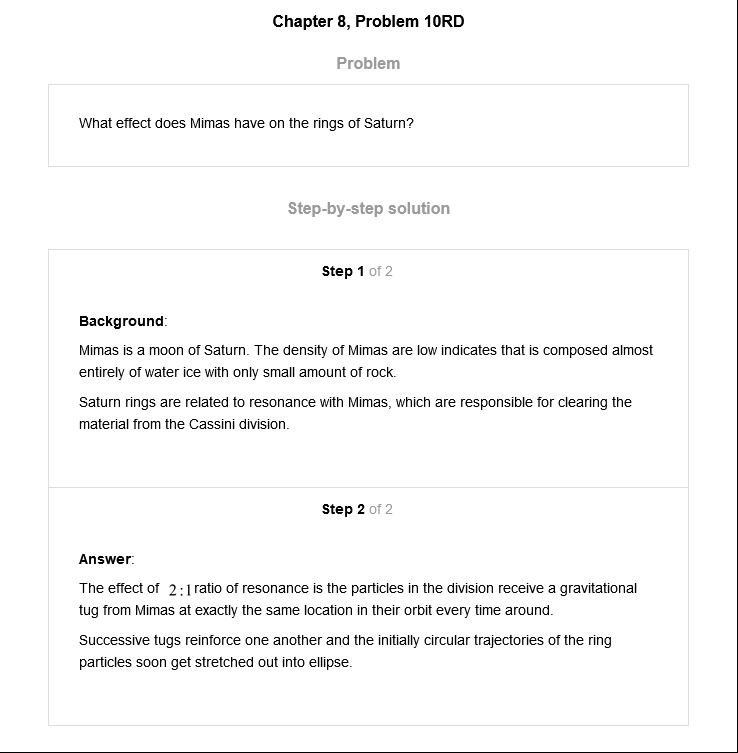 Chapter 8, Problem 10RD
Problem
What effect does Mimas have on the rings of Saturn?
Step-by-step solution
Step 1 of 2
Background:
Mimas is a moon of Saturn. The density of Mimas are low indicates that is composed almost
entirely of water ice with only small amount of rock.
Saturn rings are related to resonance with Mimas, which are responsible for clearing the
material from the Cassini division.
Step 2 of 2
Answer:
The effect of 2:1 ratio of resonance is the particles in the division receive a gravitational
tug from Mimas at exactly the same location in their orbit every time around.
Successive tugs reinforce one another and the initially circular trajectories of the ring
particles soon get stretched out into ellipse.